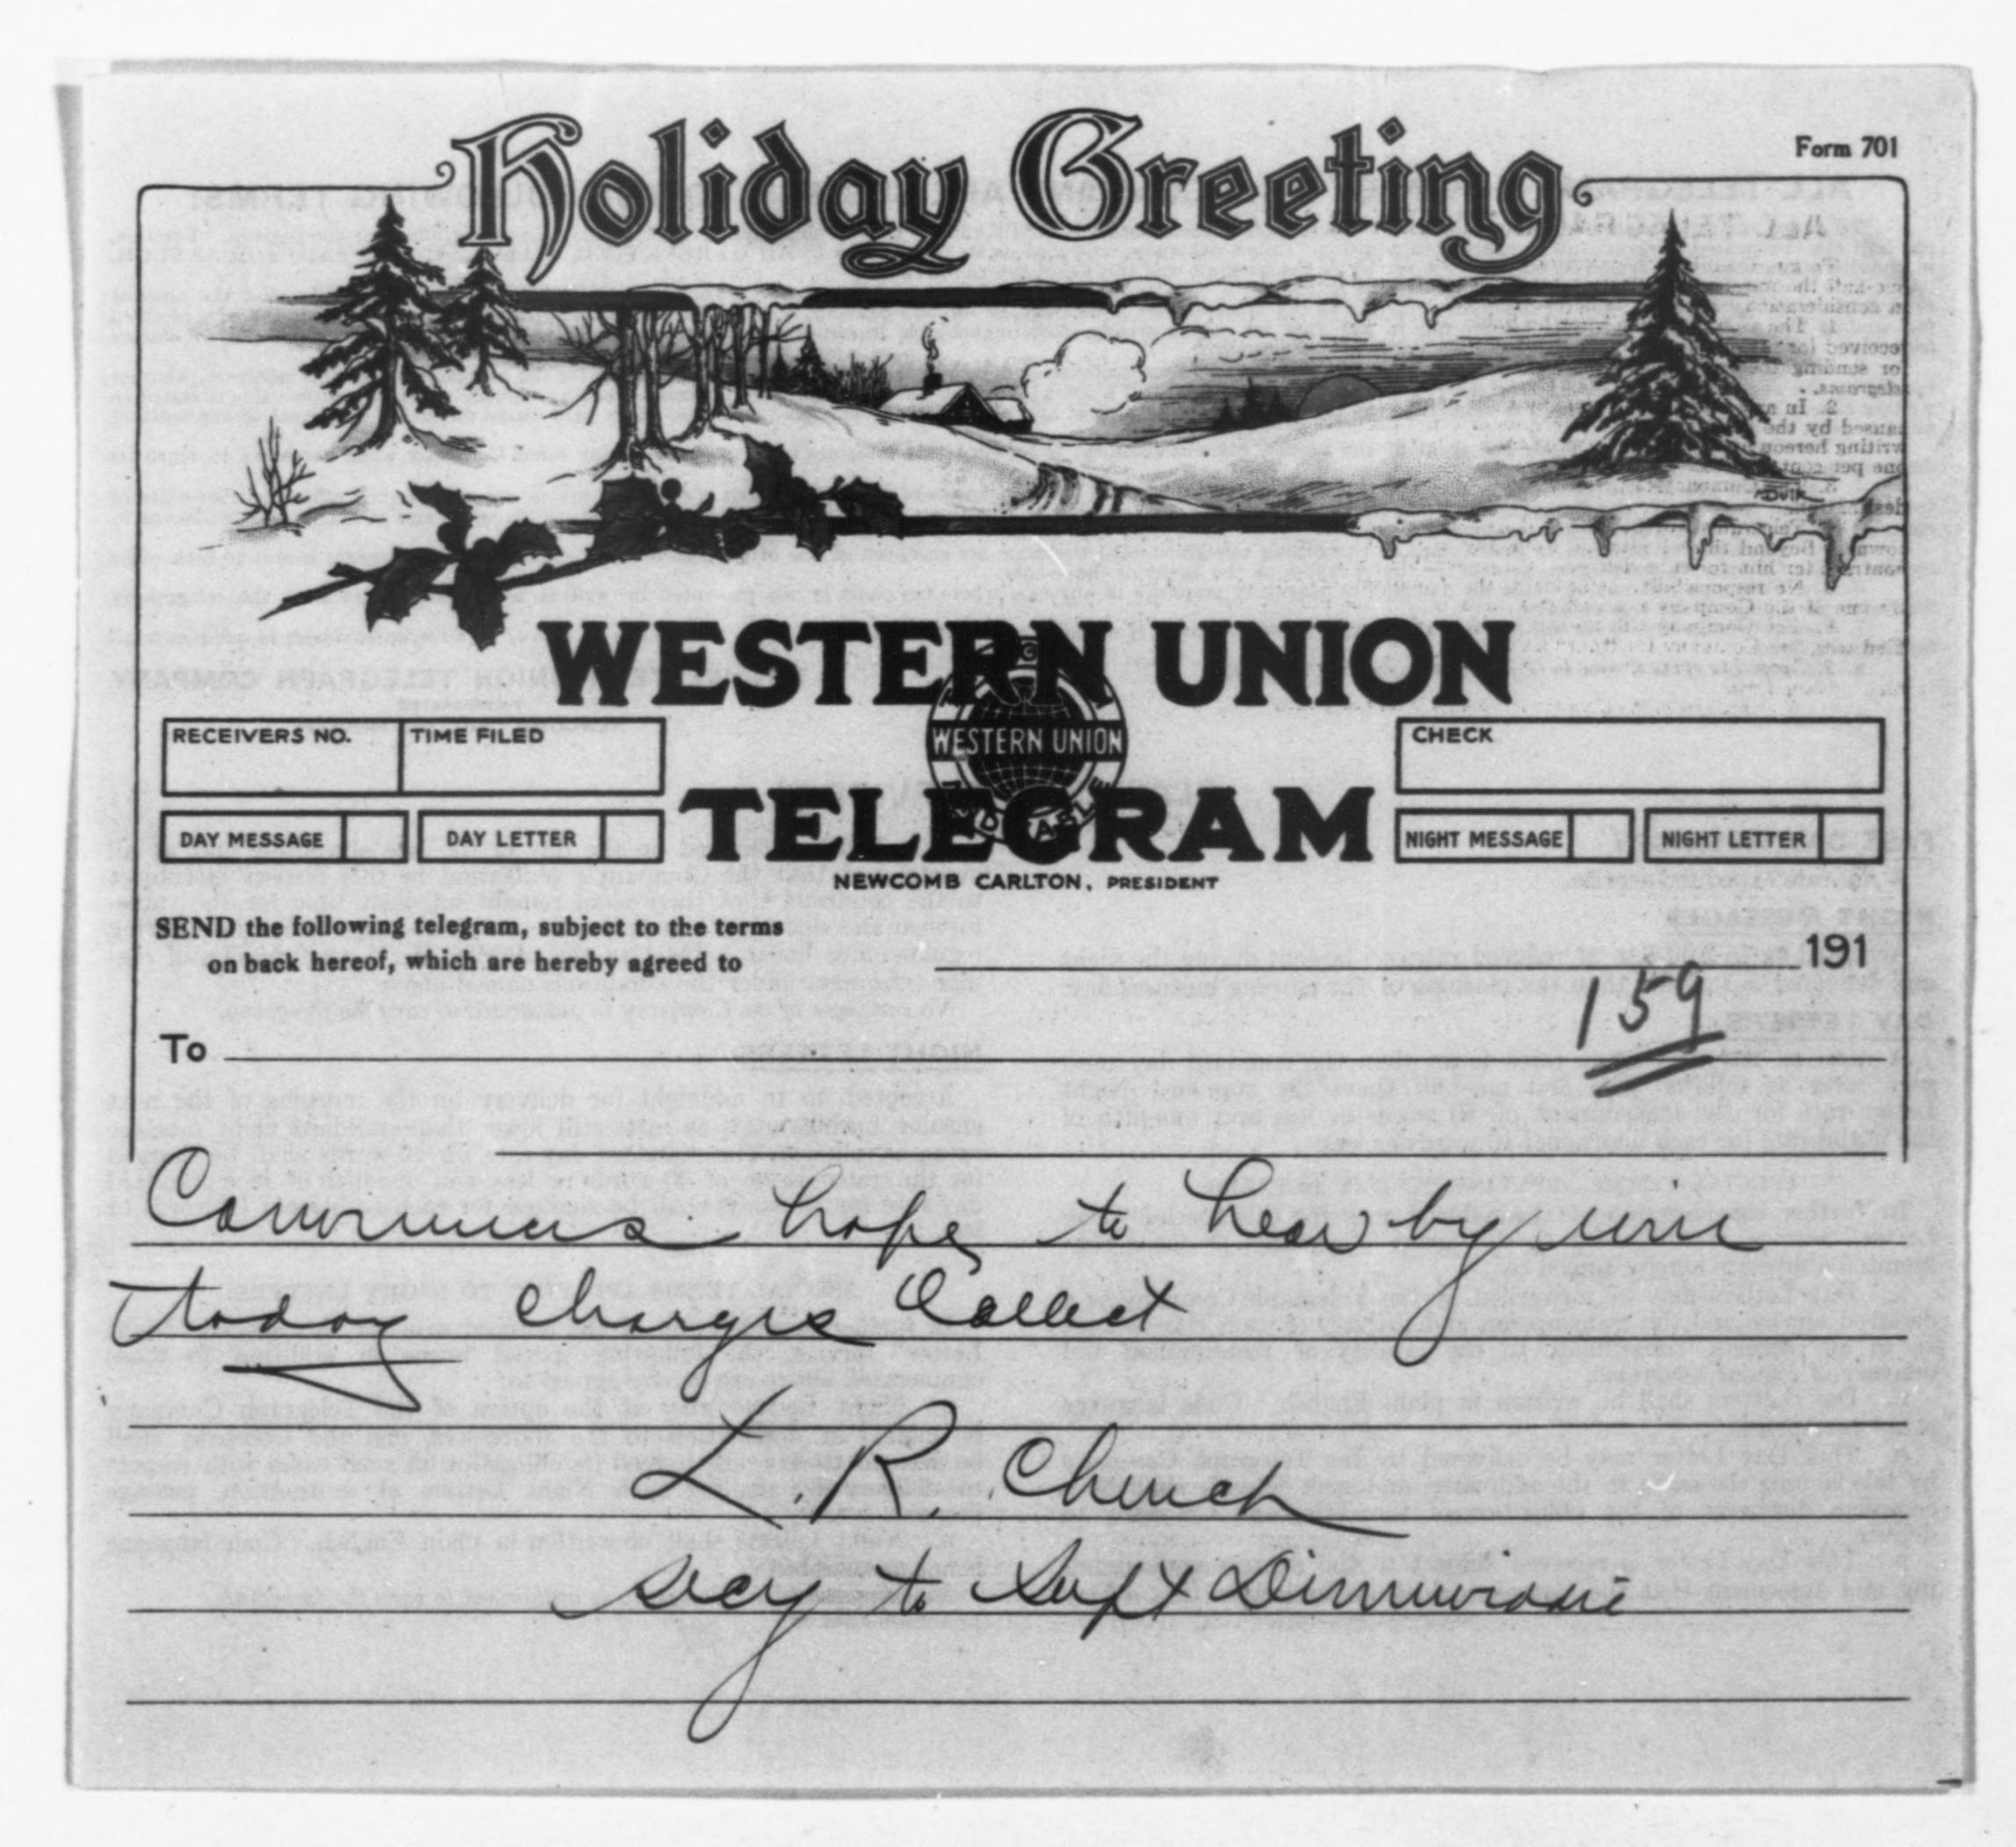 Holiday Greeting
Form 701
WESTERN UNION
WESTERN UNION
TELEGRAM
RECEIVERS NO.
TIME FILED
CHECK
DAY MESSAGE
DAY LETTER
NIGHT MESSAGE
NIGHT LETTER
NEWCOMB CARLTON, PRESIDENT
SEND the following telegram, subject to the terms
on back hereof, which are hereby agreed to
191
159
To
hope to hear by wire
today charges Collect
L. R. Church
secy to Supt